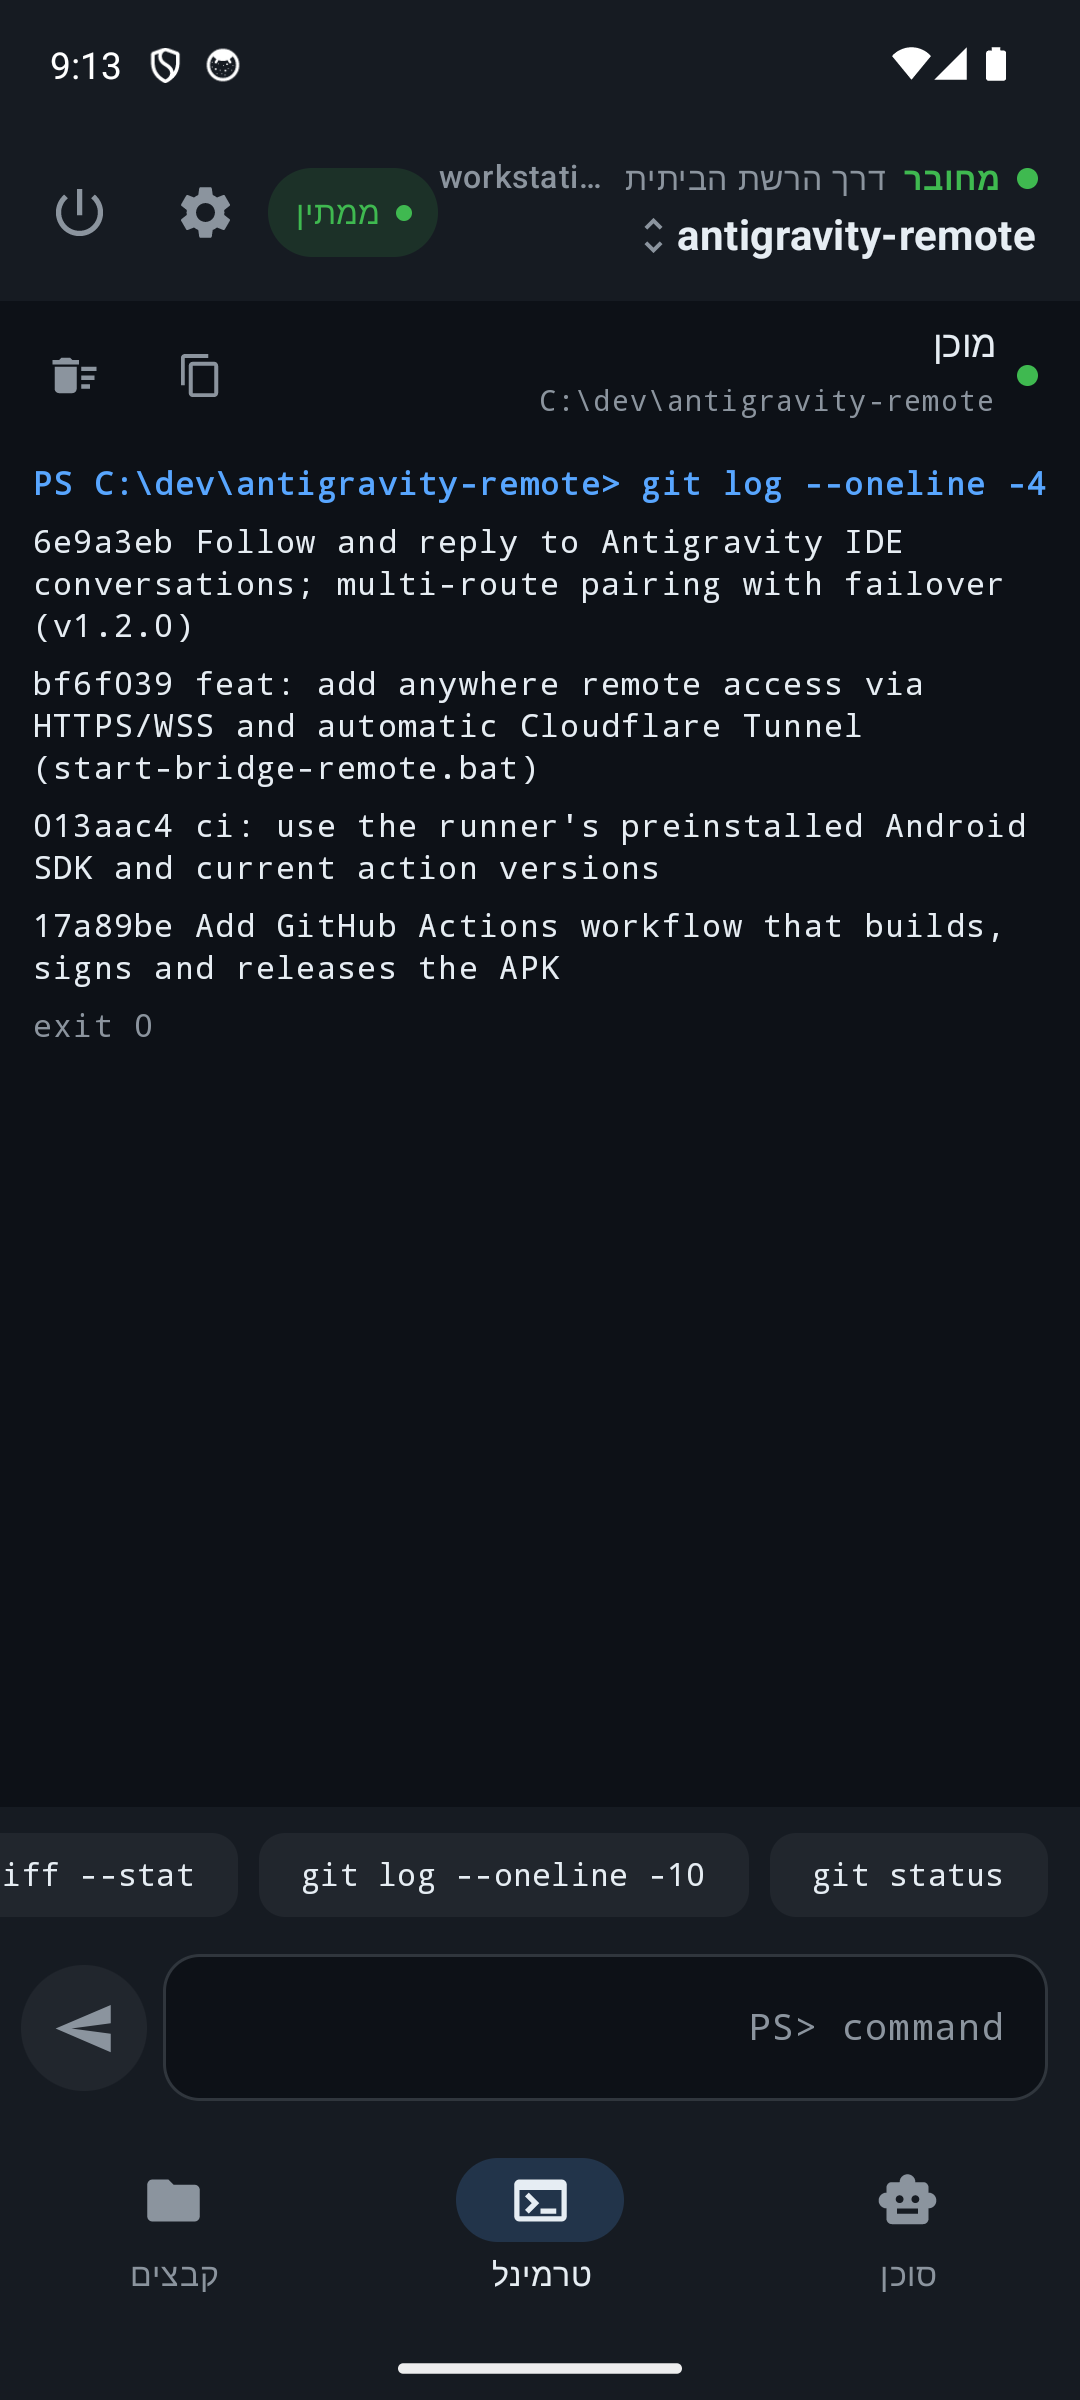 9:13
מחובר דרך הרשת הביתית workstati...
antigravity-remote
ממתין
מוכן
C:\dev\antigravity-remote
PS C:\dev\antigravity-remote> git log --oneline -4
6e9a3eb Follow and reply to Antigravity IDE
conversations; multi-route pairing with failover
(v1.2.0)
bf6f039 feat: add anywhere remote access via
HTTPS/WSS and automatic Cloudflare Tunnel
(start-bridge-remote.bat)
013aac4 ci: use the runner's preinstalled Android
SDK and current action versions
17a89be Add GitHub Actions workflow that builds,
signs and releases the APK
exit 0
git status
git log --oneline -10
iff --stat
PS> command
סוכן
טרמינל
קבצים